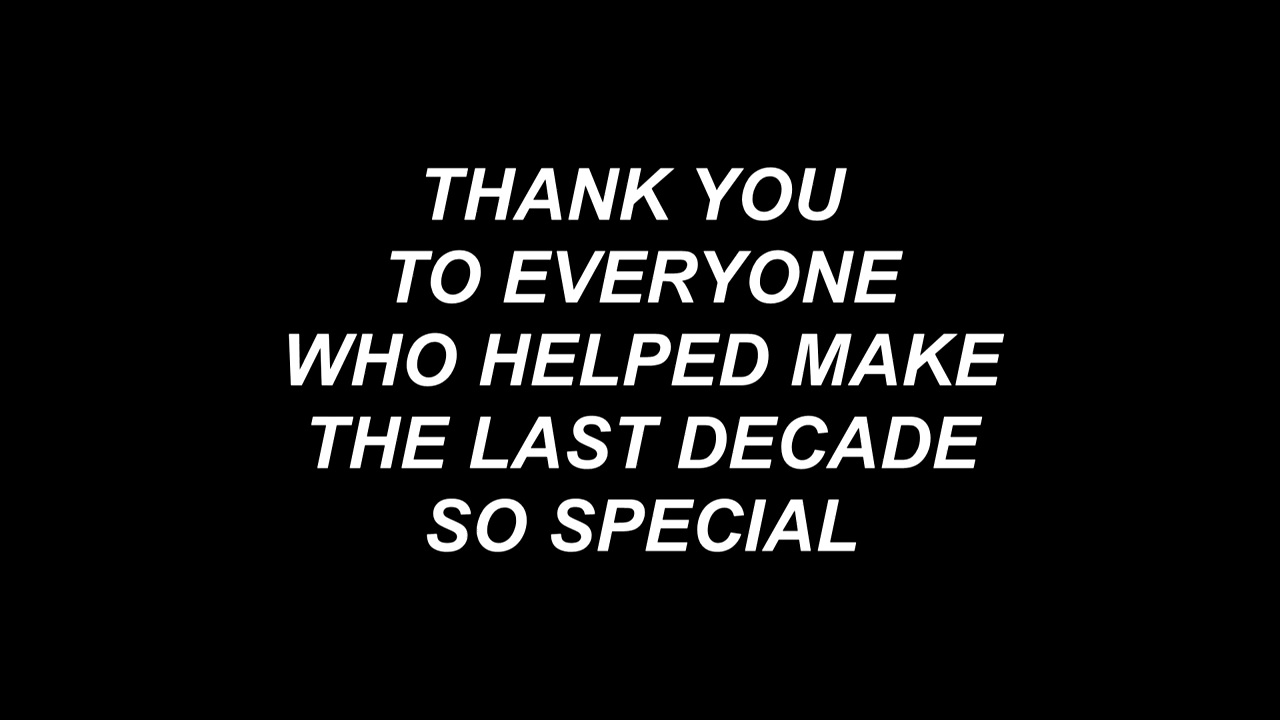 THANK YOU
TO EVERYONE
WHO HELPED MAKE
THE LAST DECADE
SO SPECIAL